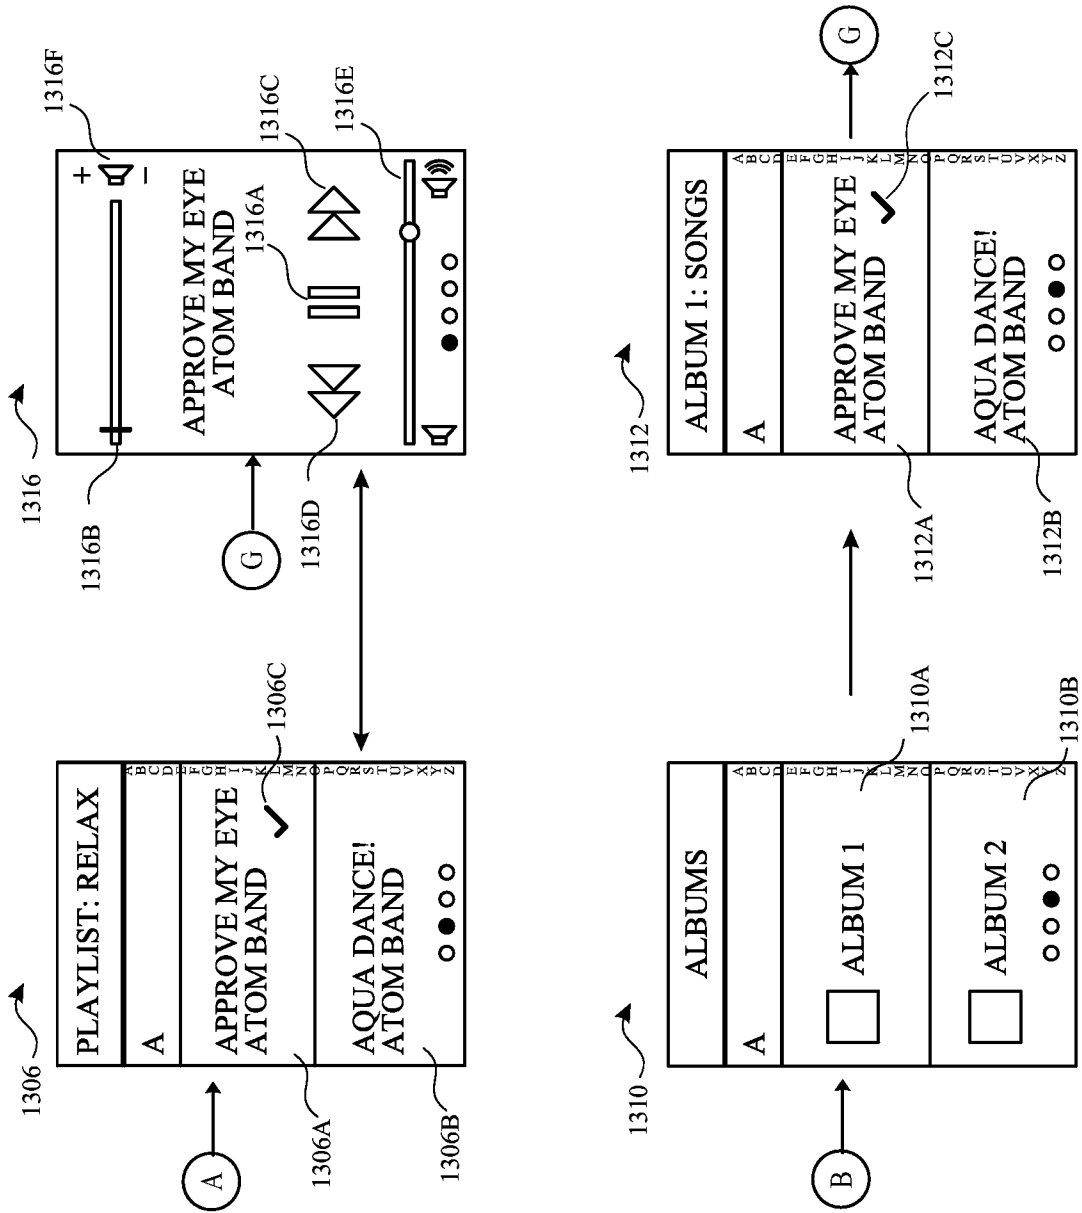 1306
PLAYLIST: RELAX
A
A
B
C
D
E
F
G
H
I
J
K
L
M
N
O
P
Q
R
S
T
U
V
X
Y
Z
APPROVE MY EYE
ATOM BAND
AQUA DANCE!
ATOM BAND
A
1306A
1306B
1306C
1316
+
−
APPROVE MY EYE
ATOM BAND
G
1316B
1316F
1316A
1316C
1316D
1316E
1310
ALBUMS
A
A
B
C
D
E
F
G
H
I
J
K
L
M
N
O
P
Q
R
S
T
U
V
X
Y
Z
ALBUM 1
ALBUM 2
B
1310A
1310B
1312
ALBUM 1: SONGS
A
A
B
C
D
E
F
G
H
I
J
K
L
M
N
O
P
Q
R
S
T
U
V
X
Y
Z
APPROVE MY EYE
ATOM BAND
AQUA DANCE!
ATOM BAND
G
1312A
1312B
1312C